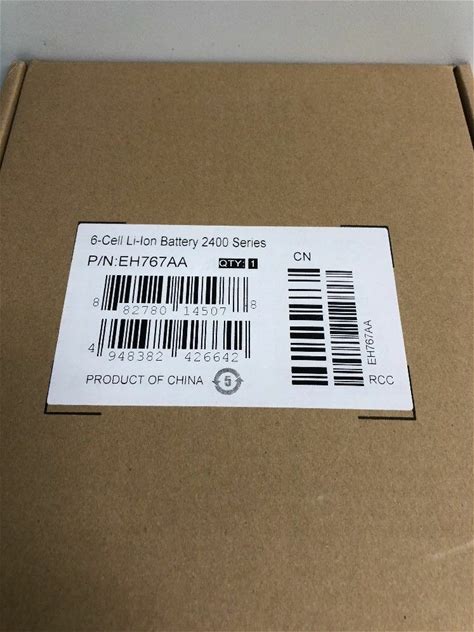 6-Cell Li-Ion Battery 2400 Series
P/N:EH767AA QTY: 1
8 82780 14507 8
4 948382 426642
PRODUCT OF CHINA 5
CN
EH767AA
RCC